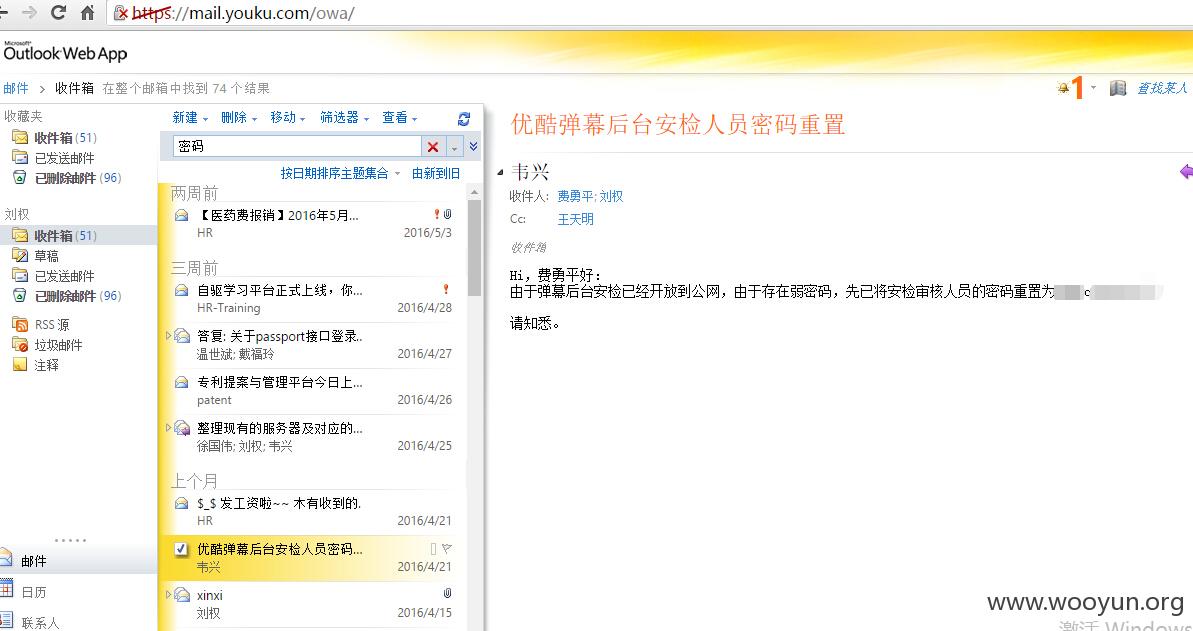 https://mail.youku.com/owa/
Microsoft
Outlook Web App
邮件 > 收件箱 在整个邮箱中找到 74 个结果
1
查找某人
收藏夹
收件箱 (51)
已发送邮件
已删除邮件 (96)
刘权
收件箱 (51)
草稿
已发送邮件
已删除邮件 (96)
RSS 源
垃圾邮件
注释
邮件
日历
联系人
新建 删除 移动 筛选器 查看
密码
按日期排序主题集合 由新到旧
两周前
【医药费报销】2016年5月...
HR 2016/5/3
三周前
自驱学习平台正式上线，你...
HR-Training 2016/4/28
答复: 关于passport接口登录..
温世斌; 戴福玲 2016/4/27
专利提案与管理平台今日上...
patent 2016/4/26
整理现有的服务器及对应的...
徐国伟; 刘权; 韦兴 2016/4/25
上个月
$_$ 发工资啦~~ 木有收到的.
HR 2016/4/21
优酷弹幕后台安检人员密码...
韦兴 2016/4/21
xinxi
刘权 2016/4/15
优酷弹幕后台安检人员密码重置
韦兴
收件人: 费勇平; 刘权
Cc: 王天明
收件箱
Hi，费勇平好：
由于弹幕后台安检已经开放到公网，由于存在弱密码，先已将安检审核人员的密码重置为
请知悉。
www.wooyun.org
激活 Windows